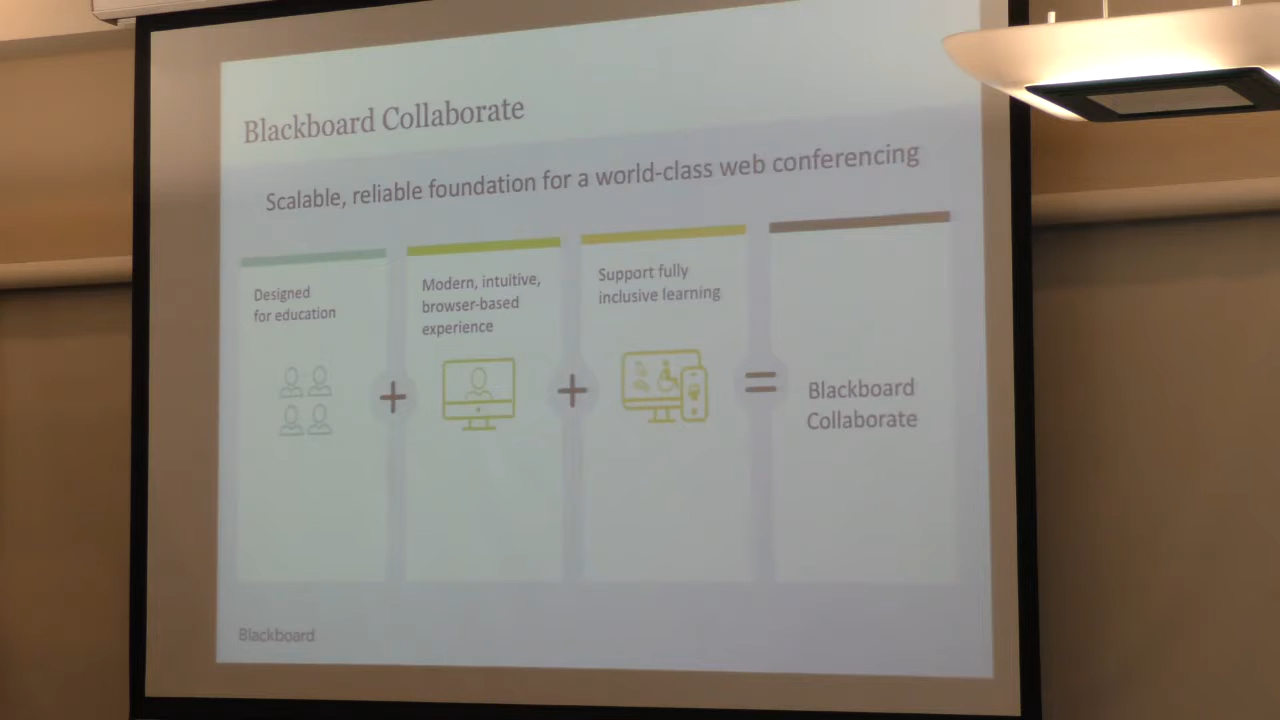 Blackboard Collaborate
Scalable, reliable foundation for a world-class web conferencing
Designed
for education
Modern, intuitive,
browser-based
experience
Support fully
inclusive learning
+
+
=
Blackboard
Collaborate
Blackboard